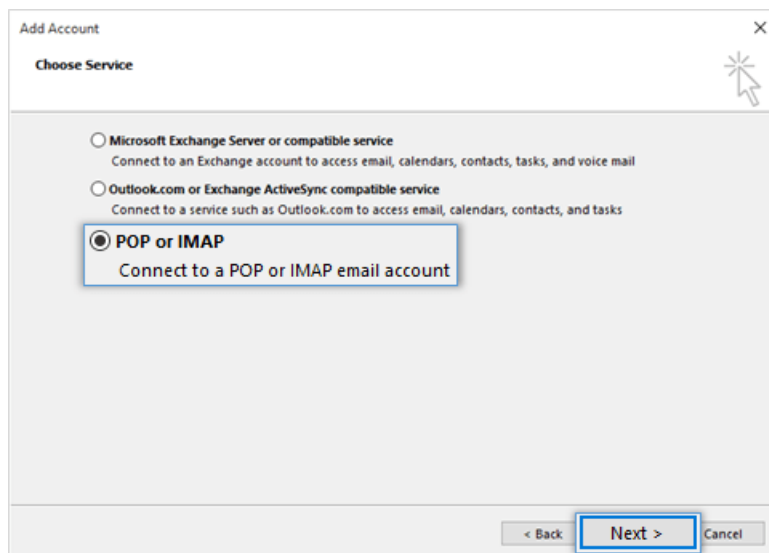 Add Account
Choose Service
Microsoft Exchange Server or compatible service
Connect to an Exchange account to access email, calendars, contacts, tasks, and voice mail
Outlook.com or Exchange ActiveSync compatible service
Connect to a service such as Outlook.com to access email, calendars, contacts, and tasks
POP or IMAP
Connect to a POP or IMAP email account
< Back Next > Cancel